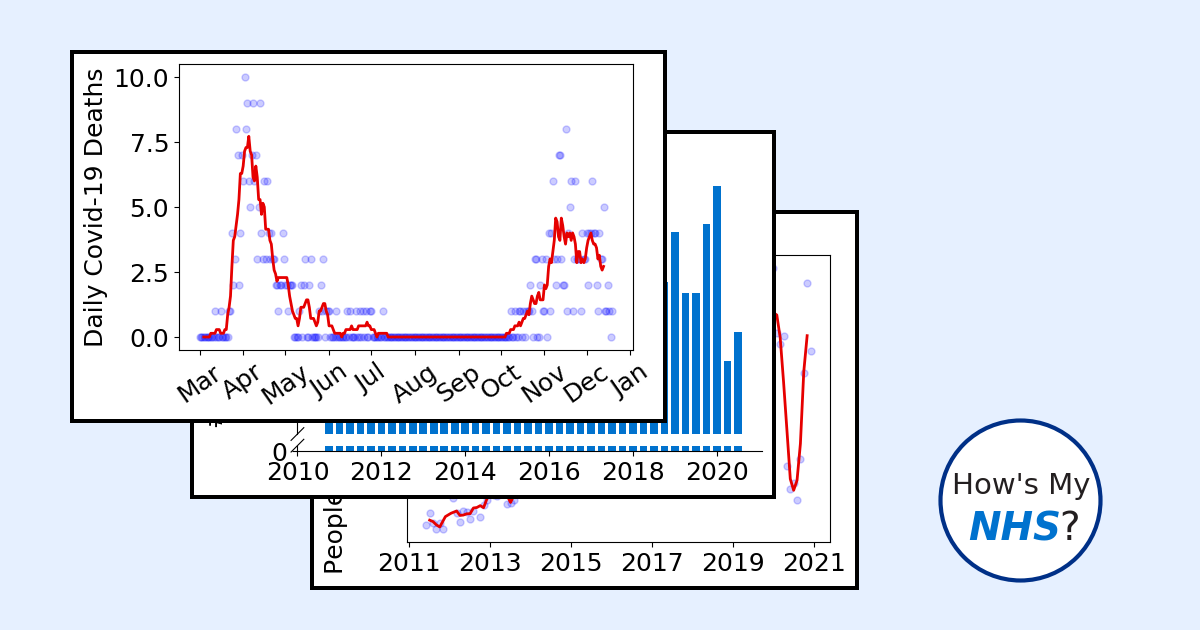 Daily Covid-19 Deaths
10.0
7.5
5.0
2.5
0.0
Mar Apr May Jun Jul Aug Sep Oct Nov Dec Jan
0
2010 2012 2014 2016 2018 2020
People
2011 2013 2015 2017 2019 2021
How's My
NHS?